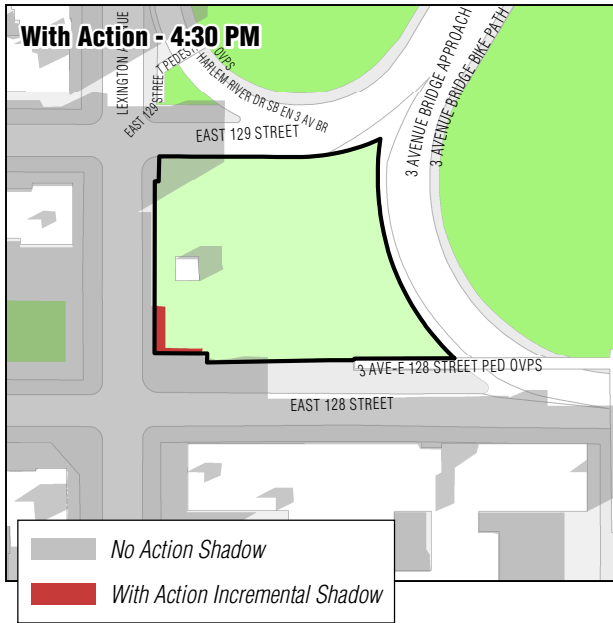 With Action - 4:30 PM
LEXINGTON AVENUE
EAST 129 STREE T PEDEST OVPS
HARLEM RIVER DR SB EN 3 AV BR
EAST 129 STREET
3 AVENUE BRIDGE APPROACH
3 AVENUE BRIDGE BIKE PATH
3 AVE-E 128 STREET PED OVPS
EAST 128 STREET
No Action Shadow
With Action Incremental Shadow